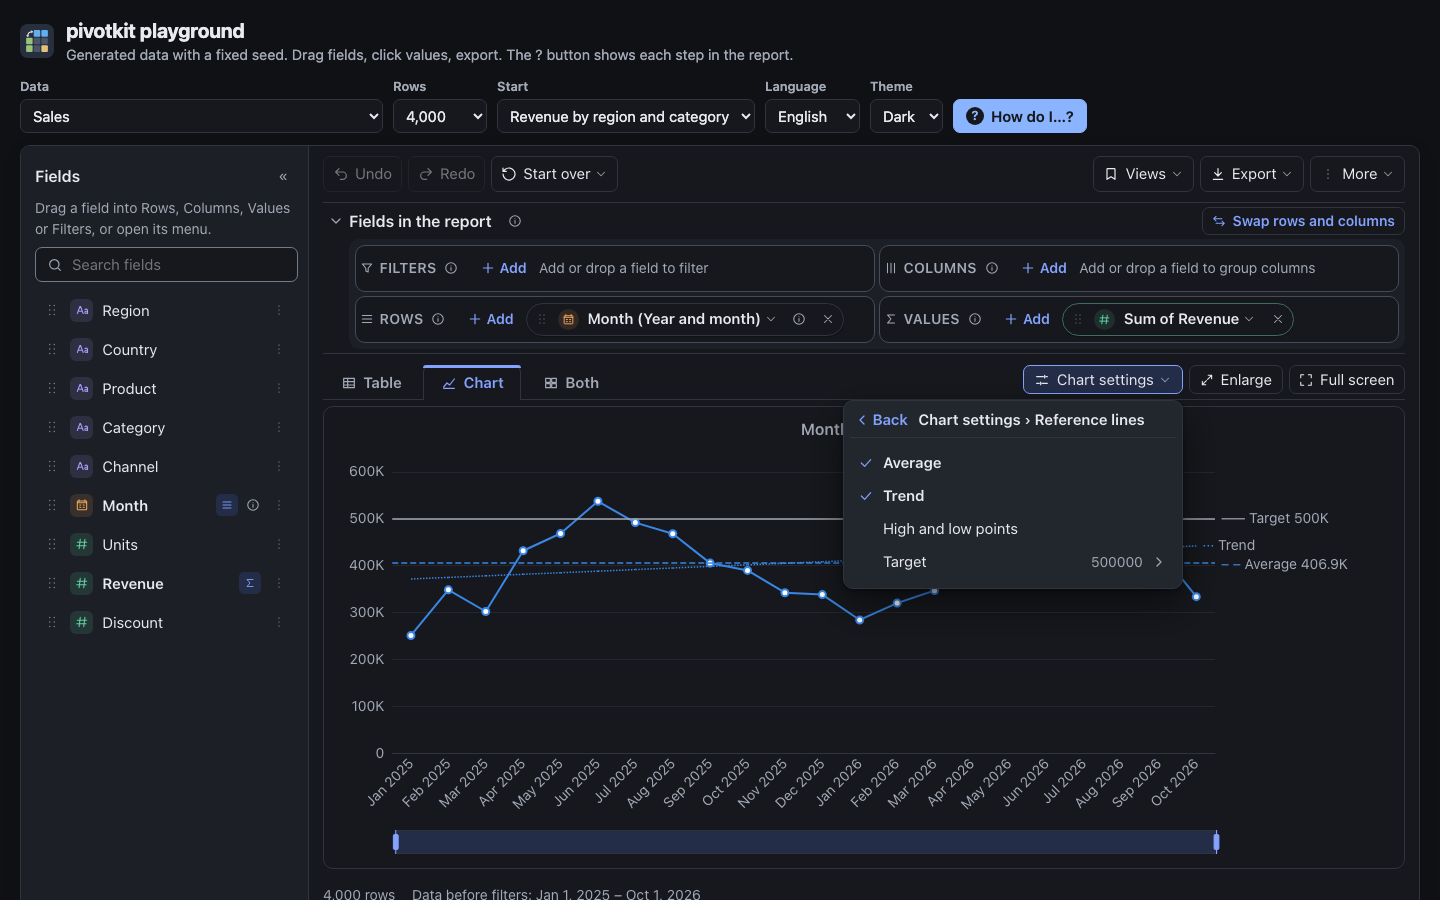 pivotkit playground
Generated data with a fixed seed. Drag fields, click values, export. The ? button shows each step in the report.
Data
Rows
Start
Language
Theme
Sales
4,000
Revenue by region and category
English
Dark
? How do I...?
Fields
«
Drag a field into Rows, Columns, Values
or Filters, or open its menu.
Search fields
Aa Region
Aa Country
Aa Product
Aa Category
Aa Channel
Month
# Units
# Revenue Σ
# Discount
Undo
Redo
Start over
Views
Export
More
Fields in the report
Swap rows and columns
FILTERS
+ Add
Add or drop a field to filter
COLUMNS
+ Add
Add or drop a field to group columns
ROWS
+ Add
Month (Year and month)
Σ VALUES
+ Add
# Sum of Revenue
Table
Chart
Both
Chart settings
Enlarge
Full screen
Back
Chart settings › Reference lines
Average
Trend
High and low points
Target
500000
600K
500K
400K
300K
200K
100K
0
Target 500K
Trend
Average 406.9K
Jan 2025
Feb 2025
Mar 2025
Apr 2025
May 2025
Jun 2025
Jul 2025
Aug 2025
Sep 2025
Oct 2025
Nov 2025
Dec 2025
Jan 2026
Feb 2026
Mar 2026
Apr 2026
May 2026
Jun 2026
Jul 2026
Aug 2026
Sep 2026
Oct 2026
4,000 rows
Data before filters: Jan 1, 2025 – Oct 1, 2026